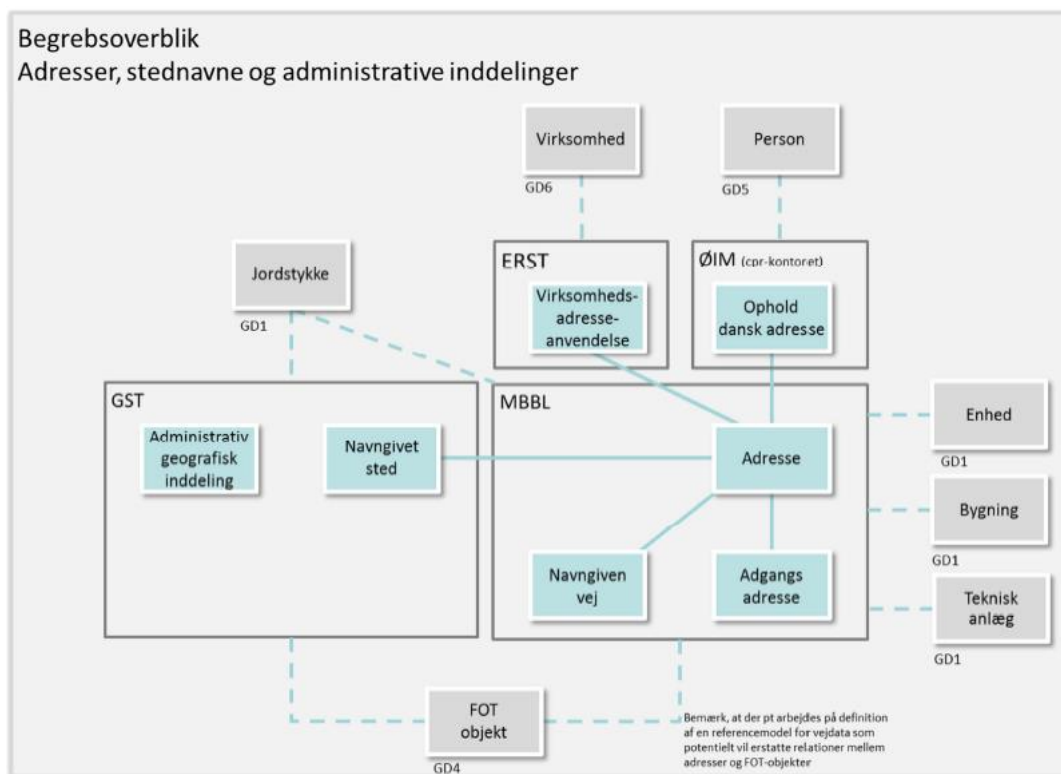 Begrebsoverblik
Adresser, stednavne og administrative inddelinger
Virksomhed
GD6
Person
GD5
Jordstykke
GD1
ERST
Virksomheds-
adresse-
anvendelse
ØIM (cpr-kontoret)
Ophold
dansk adresse
GST
Administrativ
geografisk
inddeling
Navngivet
sted
MBBL
Adresse
Navngiven
vej
Adgangs
adresse
Enhed
GD1
Bygning
GD1
Teknisk
anlæg
GD1
FOT
objekt
GD4
Bemærk, at der pt arbejdles på definition
af en referencemodel for vejdata som
potentielt vil erstatte relationer mellem
adresser og FOT-objekter